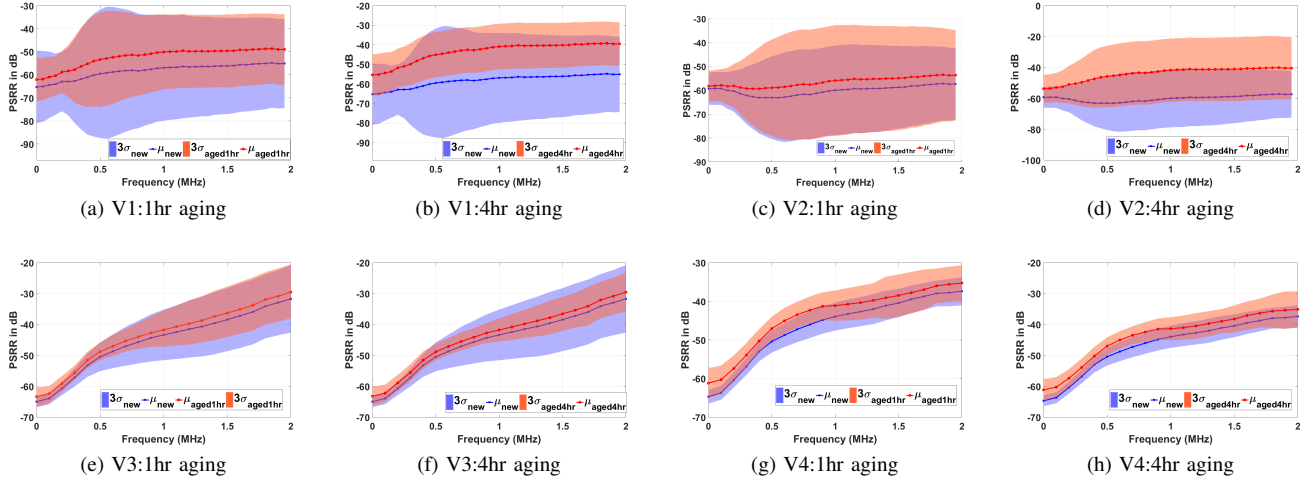 -30 -40 -50 -60 -70 -80 -90
PSRR in dB
0 0.5 1 1.5 2
Frequency (MHz)
3σnew μnew 3σaged1hr μaged1hr
(a) V1:1hr aging
-30 -40 -50 -60 -70 -80 -90
PSRR in dB
0 0.5 1 1.5 2
Frequency (MHz)
3σnew μnew 3σaged4hr μaged4hr
(b) V1:4hr aging
-30 -40 -50 -60 -70 -80 -90
PSRR in dB
0 0.5 1 1.5 2
Frequency (MHz)
3σnew μnew 3σaged1hr μaged1hr
(c) V2:1hr aging
0 -20 -40 -60 -80 -100
PSRR in dB
0 0.5 1 1.5 2
Frequency (MHz)
3σnew μnew 3σaged4hr μaged4hr
(d) V2:4hr aging
-20 -30 -40 -50 -60 -70
PSRR in dB
0 0.5 1 1.5 2
Frequency (MHz)
3σnew μnew μaged1hr 3σaged1hr
(e) V3:1hr aging
-20 -30 -40 -50 -60 -70
PSRR in dB
0 0.5 1 1.5 2
Frequency (MHz)
3σnew μnew 3σaged4hr μaged4hr
(f) V3:4hr aging
-30 -40 -50 -60 -70
PSRR in dB
0 0.5 1 1.5 2
Frequency (MHz)
3σnew μnew 3σaged1hr μaged1hr
(g) V4:1hr aging
-20 -30 -40 -50 -60 -70
PSRR in dB
0 0.5 1 1.5 2
Frequency (MHz)
3σnew μnew 3σaged4hr μaged4hr
(h) V4:4hr aging